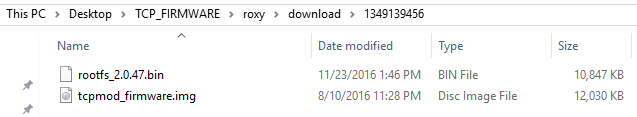 This PC > Desktop > TCP_FIRMWARE > roxy > download > 1349139456
Name Date modified Type Size
rootfs_2.0.47.bin 11/23/2016 1:46 PM BIN File 10,847 KB
tcpmod_firmware.img 8/10/2016 11:28 PM Disc Image File 12,030 KB